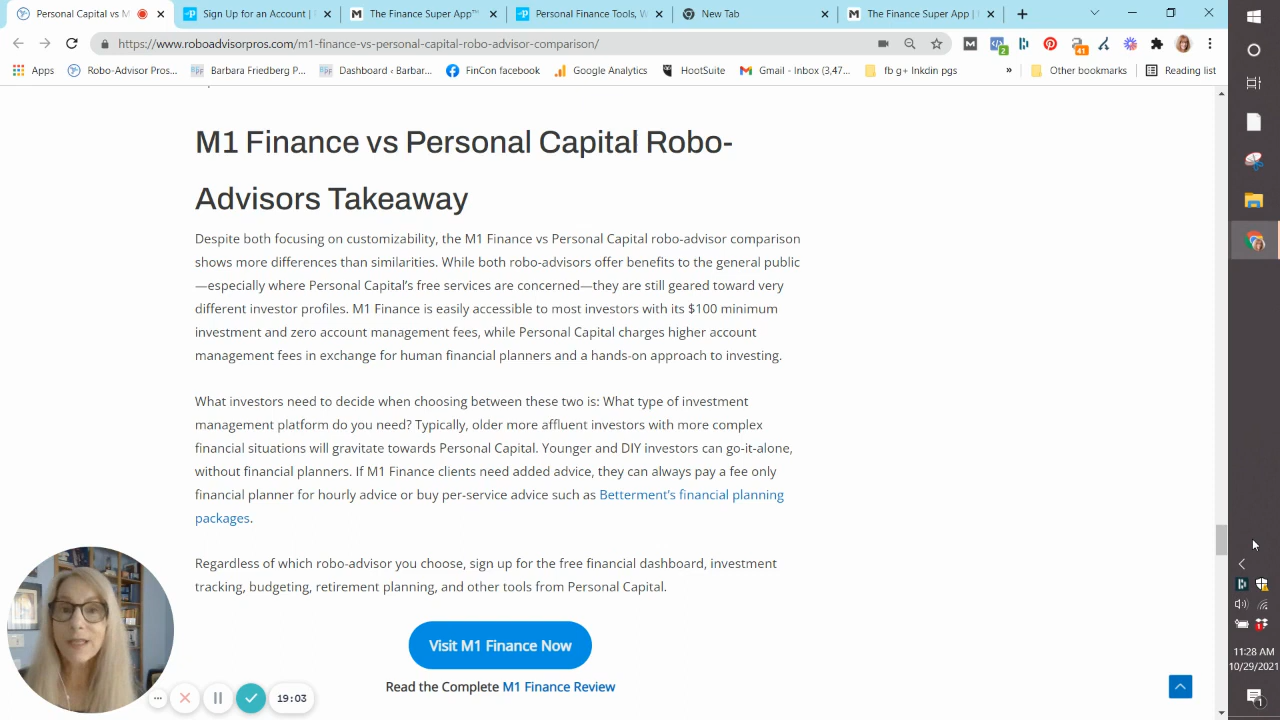 Personal Capital vs M
Sign Up for an Account |
The Finance Super App™
Personal Finance Tools, W
New Tab
The Finance Super App |
https://www.roboadvisorpros.com/m1-finance-vs-personal-capital-robo-advisor-comparison/
2
41
Apps
Robo-Advisor Pros...
Barbara Friedberg P...
Dashboard ‹ Barbar...
FinCon facebook
Google Analytics
HootSuite
Gmail - Inbox (3,47...
fb g+ lnkdin pgs
»
Other bookmarks
Reading list
M1 Finance vs Personal Capital Robo-
Advisors Takeaway
Despite both focusing on customizability, the M1 Finance vs Personal Capital robo-advisor comparison
shows more differences than similarities. While both robo-advisors offer benefits to the general public
—especially where Personal Capital's free services are concerned—they are still geared toward very
different investor profiles. M1 Finance is easily accessible to most investors with its $100 minimum
investment and zero account management fees, while Personal Capital charges higher account
management fees in exchange for human financial planners and a hands-on approach to investing.
What investors need to decide when choosing between these two is: What type of investment
management platform do you need? Typically, older more affluent investors with more complex
financial situations will gravitate towards Personal Capital. Younger and DIY investors can go-it-alone,
without financial planners. If M1 Finance clients need added advice, they can always pay a fee only
financial planner for hourly advice or buy per-service advice such as Betterment's financial planning
packages.
Regardless of which robo-advisor you choose, sign up for the free financial dashboard, investment
tracking, budgeting, retirement planning, and other tools from Personal Capital.
Visit M1 Finance Now
Read the Complete M1 Finance Review
19:03
11:28 AM
10/29/2021
1